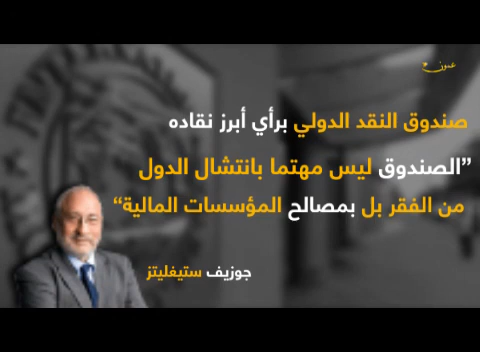 عربي
صندوق النقد الدولي برأي أبرز نقاده
”الصندوق ليس مهتما بانتشال الدول
من الفقر بل بمصالح المؤسسات المالية“
جوزيف ستيغليتز